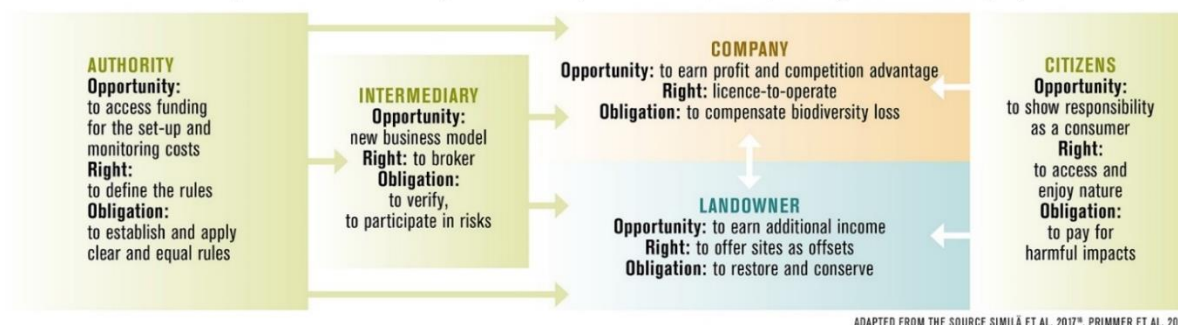 AUTHORITY
Opportunity:
to access funding
for the set-up and
monitoring costs
Right:
to define the rules
Obligation:
to establish and apply
clear and equal rules
INTERMEDIARY
Opportunity:
new business model
Right: to broker
Obligation:
to verify,
to participate in risks
COMPANY
Opportunity: to earn profit and competition advantage
Right: licence-to-operate
Obligation: to compensate biodiversity loss
LANDOWNER
Opportunity: to earn additional income
Right: to offer sites as offsets
Obligation: to restore and conserve
CITIZENS
Opportunity:
to show responsibility
as a consumer
Right:
to access and
enjoy nature
Obligation:
to pay for
harmful impacts
ADAPTED FROM THE SOURCE SIMILÄ ET AL. 2017 PRIMMER ET AL.